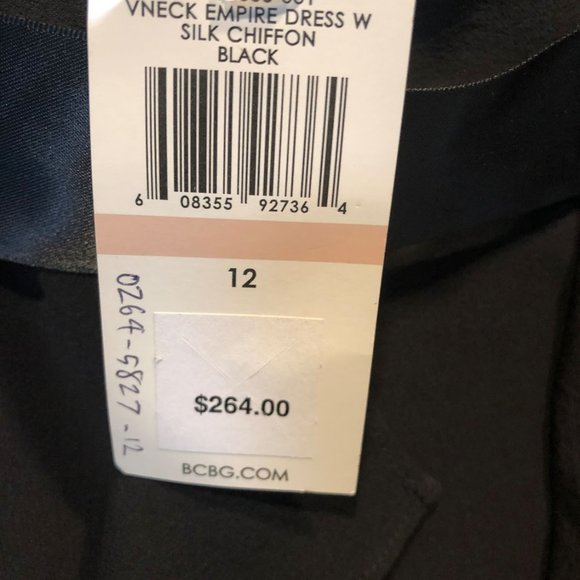 VNECK EMPIRE DRESS W
SILK CHIFFON
BLACK
6 08355 92736 4
12
$264.00
0264-5827-12
BCBG.COM